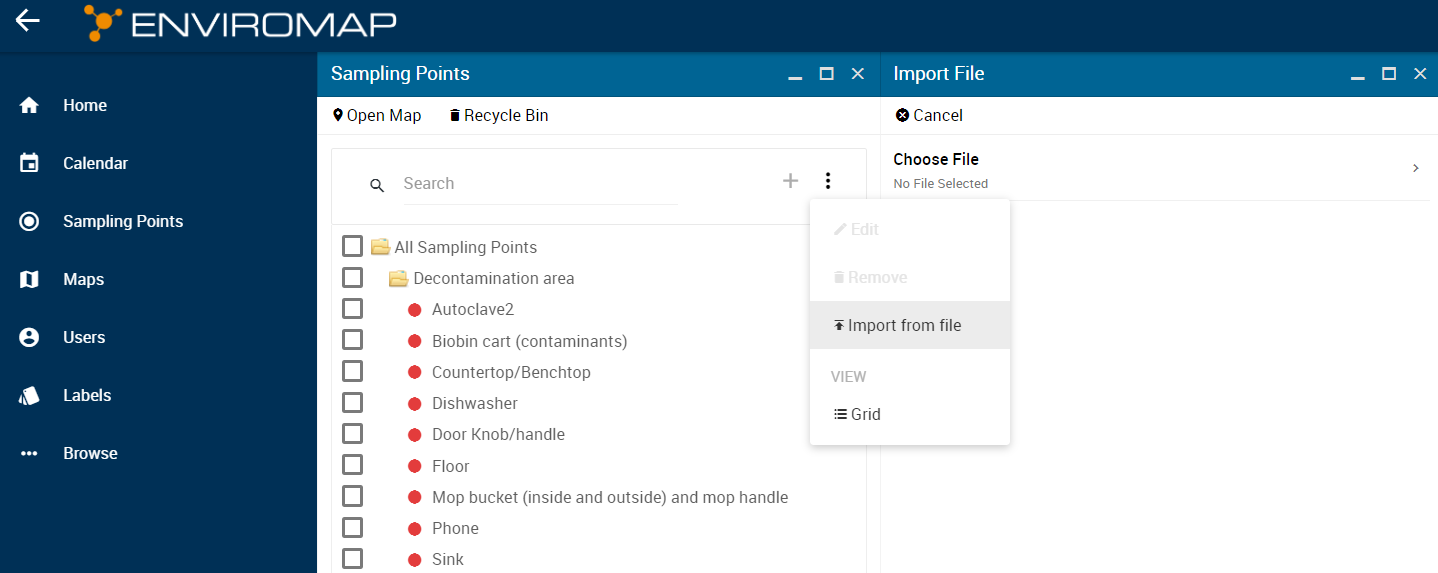 ENVIROMAP
Home
Calendar
Sampling Points
Maps
Users
Labels
Browse
Sampling Points
Open Map
Recycle Bin
Search
All Sampling Points
Decontamination area
Autoclave2
Biobin cart (contaminants)
Countertop/Benchtop
Dishwasher
Door Knob/handle
Floor
Mop bucket (inside and outside) and mop handle
Phone
Sink
Edit
Remove
Import from file
VIEW
Grid
Import File
Cancel
Choose File
No File Selected